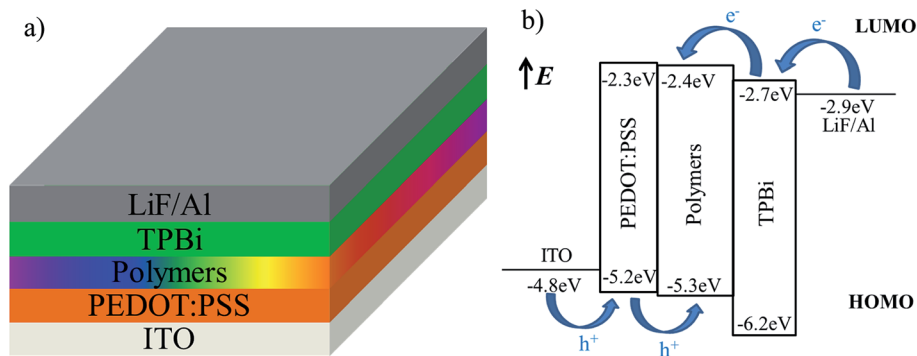 a)
LiF/Al
TPBi
Polymers
PEDOT:PSS
ITO
b)
e-
e-
LUMO
E
-2.3eV
-2.4eV
-2.7eV
-2.9eV
LiF/Al
PEDOT:PSS
Polymers
TPBi
ITO
-4.8eV
-5.2eV
-5.3eV
-6.2eV
HOMO
h+
h+